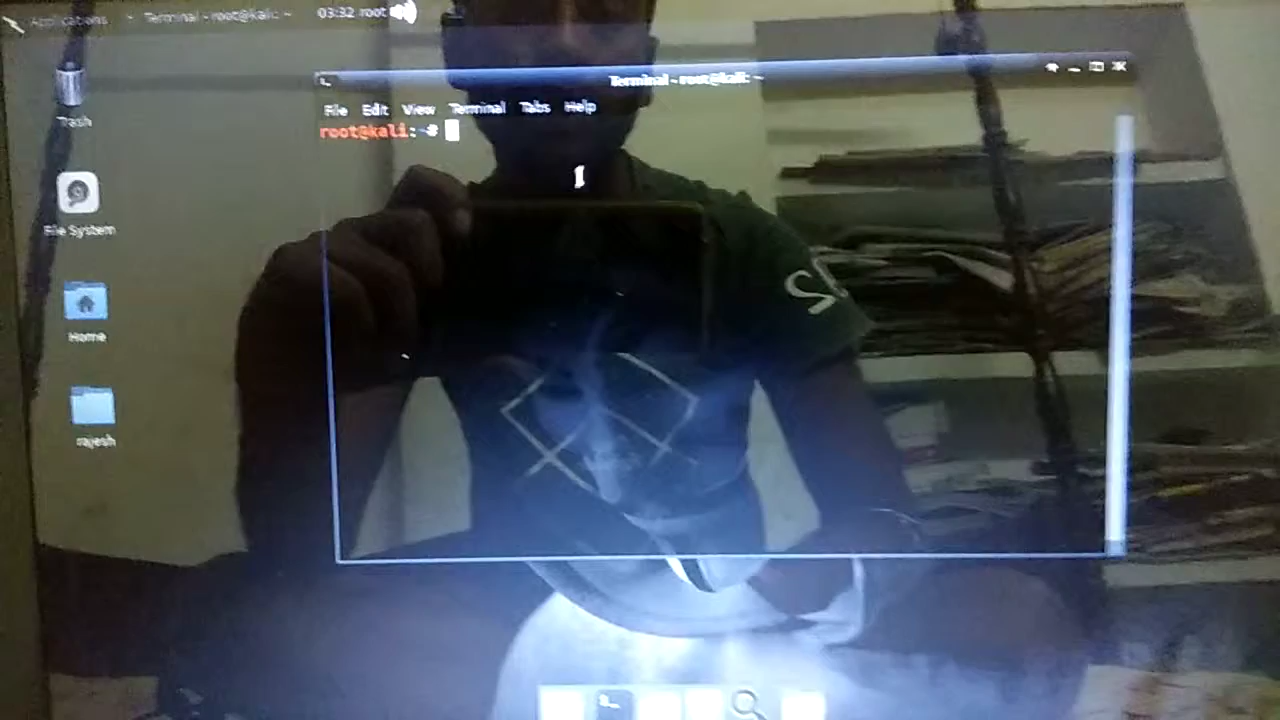 Applications
Terminal - root@kali: ~
03:32 root
Terminal - root@kali: ~
File Edit View Terminal Tabs Help
root@kali:~#
Trash
File System
Home
rajesh